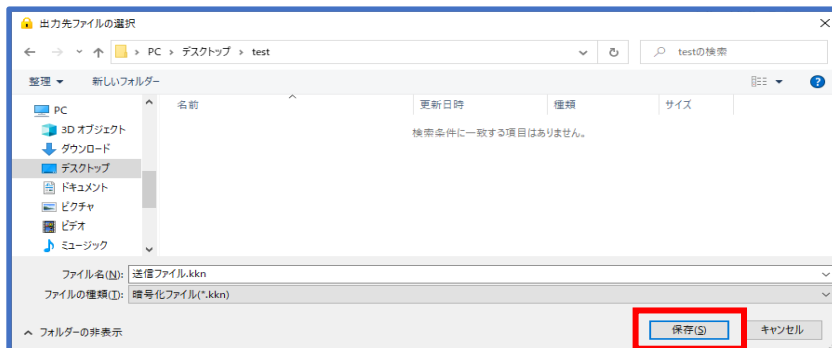 出力先ファイルの選択
PC › デスクトップ › test
testの検索
整理 新しいフォルダー
名前 更新日時 種類 サイズ
検索条件に一致する項目はありません。
PC
3D オブジェクト
ダウンロード
デスクトップ
ドキュメント
ピクチャ
ビデオ
ミュージック
ファイル名(N): 送信ファイル.kkn
ファイルの種類(T): 暗号化ファイル(*.kkn)
フォルダーの非表示
保存(S) キャンセル